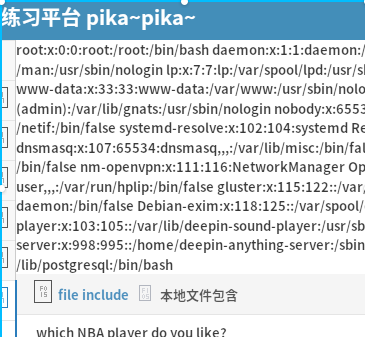 练习平台 pika~pika~
root:x:0:0:root:/root:/bin/bash daemon:x:1:1:daemon:/
/man:/usr/sbin/nologin lp:x:7:7:lp:/var/spool/lpd:/usr/sl
www-data:x:33:33:www-data:/var/www:/usr/sbin/nolo
(admin):/var/lib/gnats:/usr/sbin/nologin nobody:x:6553
/netif:/bin/false systemd-resolve:x:102:104:systemd Re
dnsmasq:x:107:65534:dnsmasq,,,:/var/lib/misc:/bin/fal
/bin/false nm-openvpn:x:111:116:NetworkManager Op
user,,,:/var/run/hplip:/bin/false gluster:x:115:122::/var/
daemon:/bin/false Debian-exim:x:118:125::/var/spool/
player:x:103:105::/var/lib/deepin-sound-player:/usr/sb
server:x:998:995::/home/deepin-anything-server:/sbin
/lib/postgresql:/bin/bash
file include 本地文件包含
which NBA player do you like?